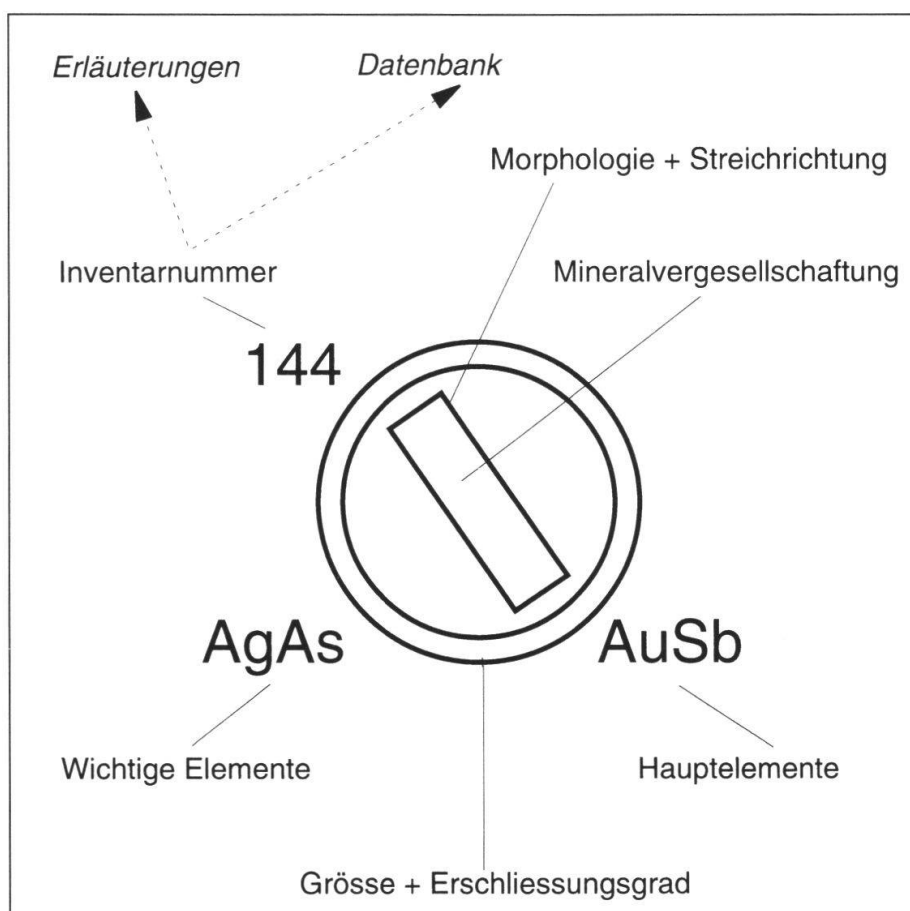 Erläuterungen Datenbank
Morphologie + Streichrichtung
Inventarnummer Mineralvergesellschaftung
144
AgAs AuSb
Wichtige Elemente Hauptelemente
Grösse + Erschliessungsgrad